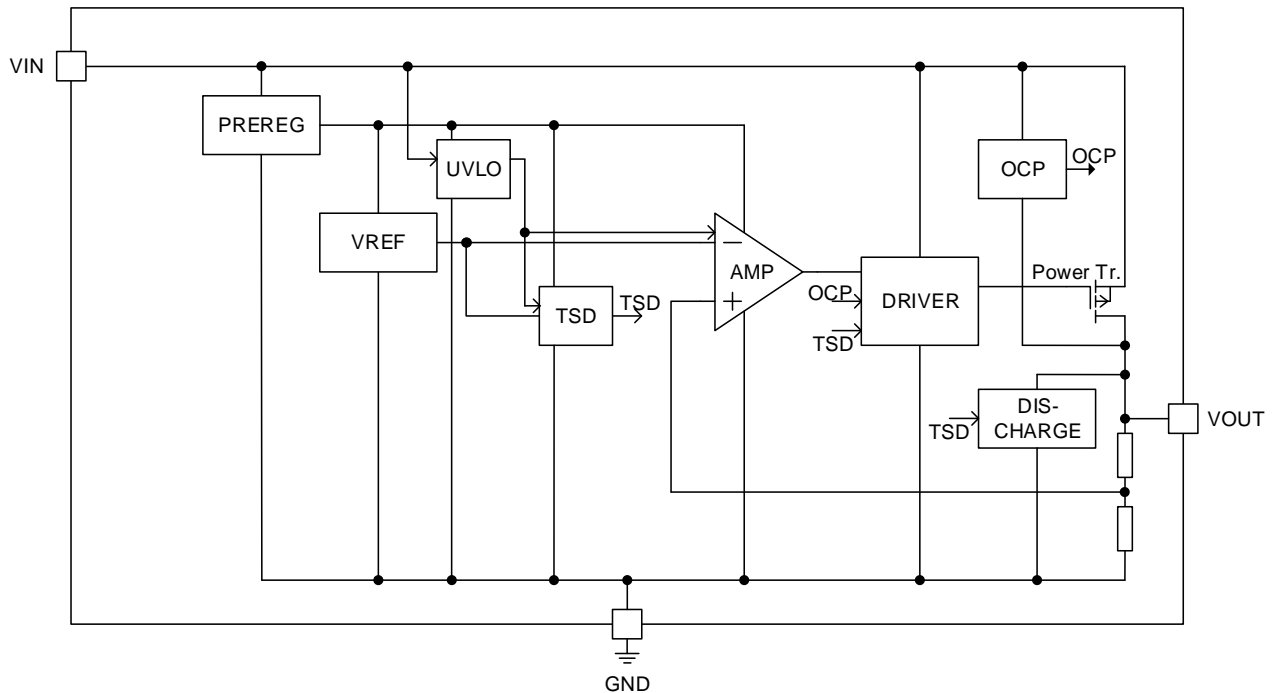 VIN
PREREG
UVLO
OCP
OCP
VREF
AMP
Power Tr.
TSD
TSD
OCP
DRIVER
TSD
DIS-
CHARGE
TSD
VOUT
GND